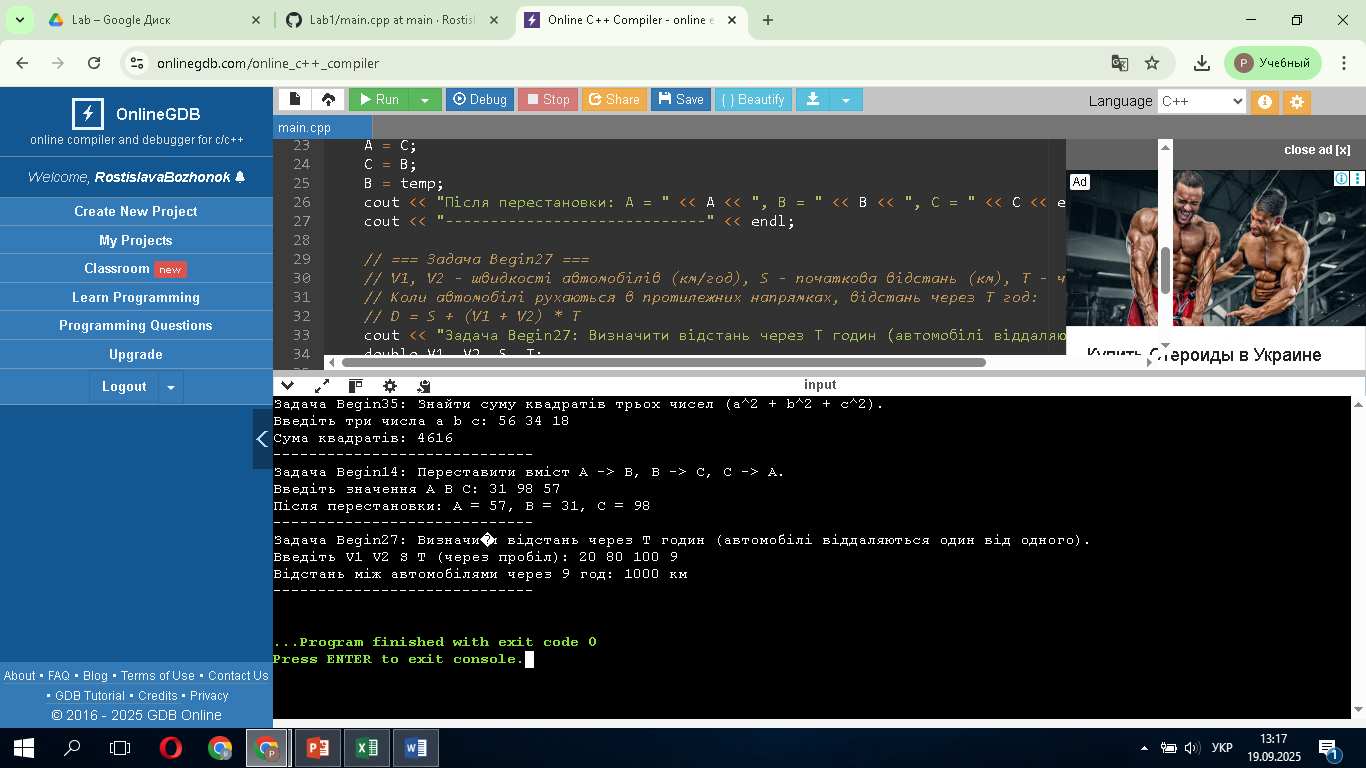 Lab – Google Диск
Lab1/main.cpp at main · Rostisl
Online C++ Compiler - online e
onlinegdb.com/online_c++_compiler
P Учебный
OnlineGDB
online compiler and debugger for c/c++
Welcome, RostislavaBozhonok
Create New Project
My Projects
Classroom new
Learn Programming
Programming Questions
Upgrade
Logout
About • FAQ • Blog • Terms of Use • Contact Us
• GDB Tutorial • Credits • Privacy
© 2016 - 2025 GDB Online
Run Debug Stop Share Save { } Beautify
Language C++
main.cpp
23 A = C;
24 C = B;
25 B = temp;
26 cout << "Після перестановки: A = " << A << ", B = " << B << ", C = " << C << e
27 cout << "-----------------------------" << endl;
28
29 // === Задача Begin27 ===
30 // V1, V2 - швидкості автомобілів (км/год), S - початкова відстань (км), T - ч
31 // Коли автомобілі рухаються в протилежних напрямках, відстань через T год:
32 // D = S + (V1 + V2) * T
33 cout << "Задача Begin27: Визначити відстань через T годин (автомобілі віддаляю
34 double V1, V2, S, T;
close ad [x]
Ad
Купить Стероиды в Украине
input
Задача Begin35: Знайти суму квадратів трьох чисел (a^2 + b^2 + c^2).
Введіть три числа a b c: 56 34 18
Сума квадратів: 4616
-----------------------------
Задача Begin14: Переставити вміст A -> B, B -> C, C -> A.
Введіть значення A B C: 31 98 57
Після перестановки: A = 57, B = 31, C = 98
-----------------------------
Задача Begin27: Визначи�и відстань через T годин (автомобілі віддаляються один від одного).
Введіть V1 V2 S T (через пробіл): 20 80 100 9
Відстань між автомобілями через 9 год: 1000 км
-----------------------------
...Program finished with exit code 0
Press ENTER to exit console.
УКР
13:17
19.09.2025
1